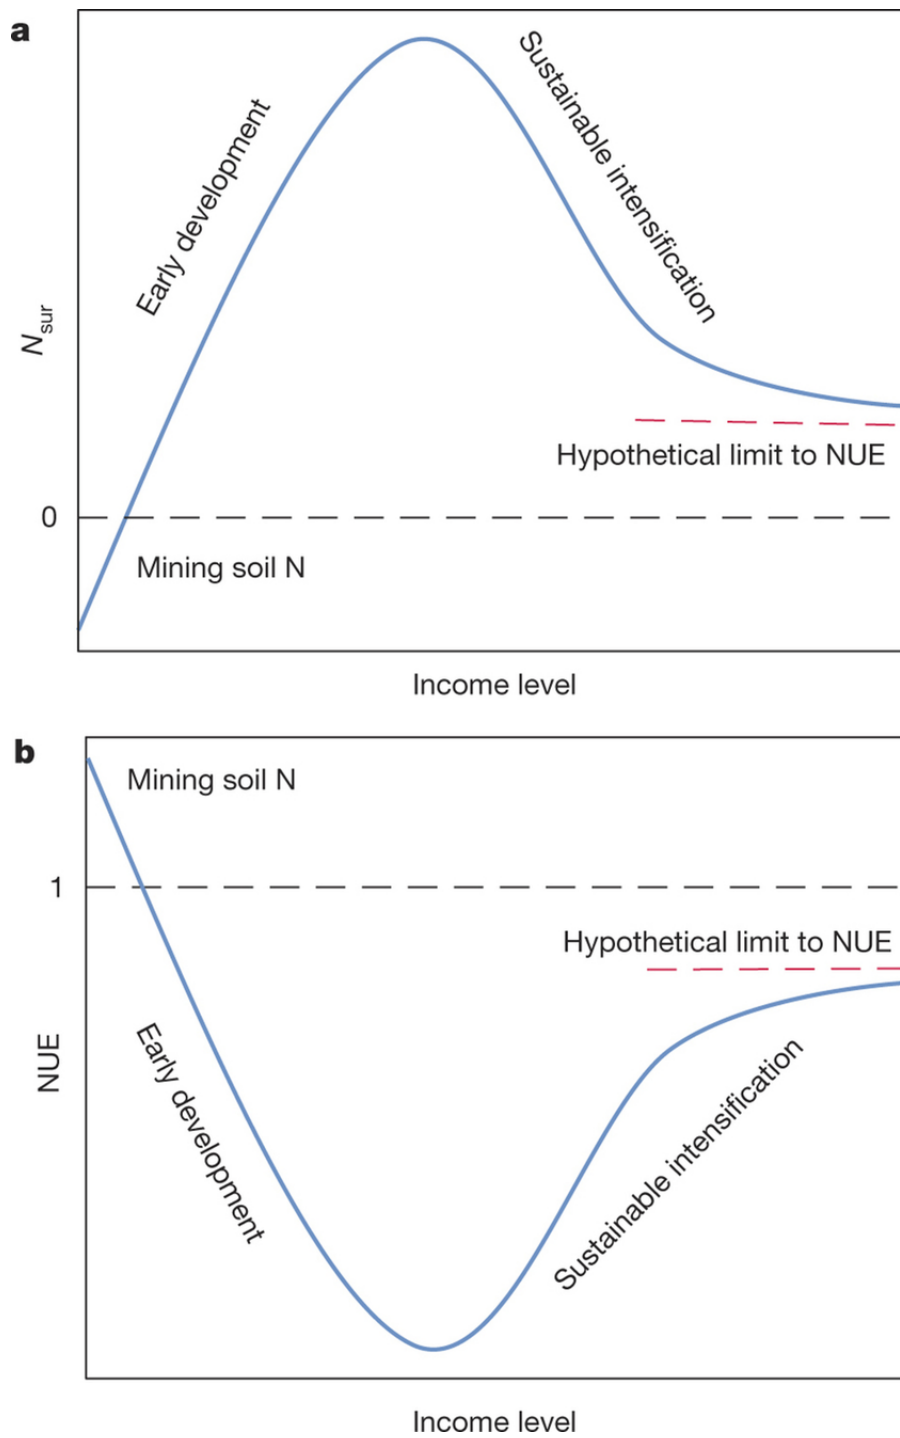 a
Early development
Sustainable intensification
Nsur
Hypothetical limit to NUE
0
Mining soil N
Income level
b
Mining soil N
1
Hypothetical limit to NUE
NUE
Early development
Sustainable intensification
Income level